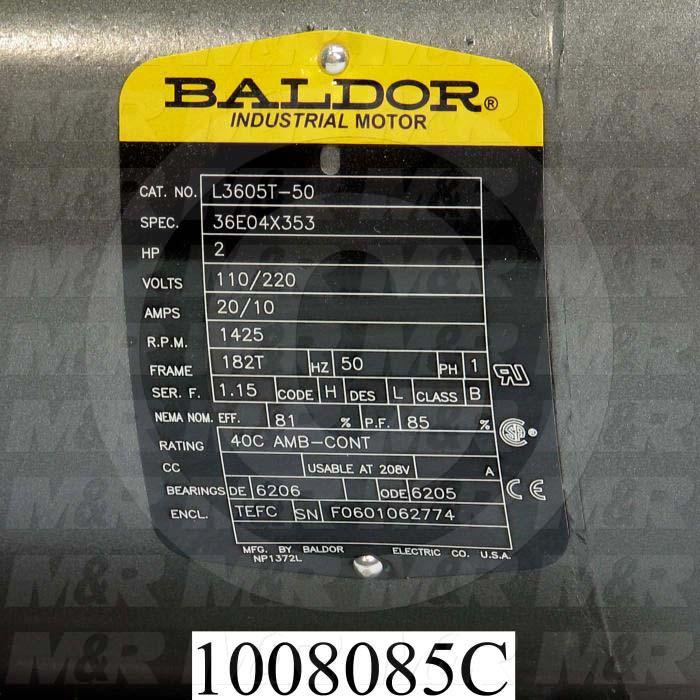 BALDOR®
INDUSTRIAL MOTOR
CAT. NO. L3605T-50
SPEC. 36E04X353
HP 2
VOLTS 110/220
AMPS 20/10
R.P.M. 1425
FRAME 182T HZ 50 PH 1
SER. F. 1.15 CODE H DES L CLASS B
NEMA NOM. EFF. 81 % P.F. 85 %
RATING 40C AMB-CONT
CC USABLE AT 208V A
BEARINGS DE 6206 ODE 6205
ENCL. TEFC SN F0601062774
MFG. BY BALDOR ELECTRIC CO. U.S.A.
NP1372L
1008085C
M&R